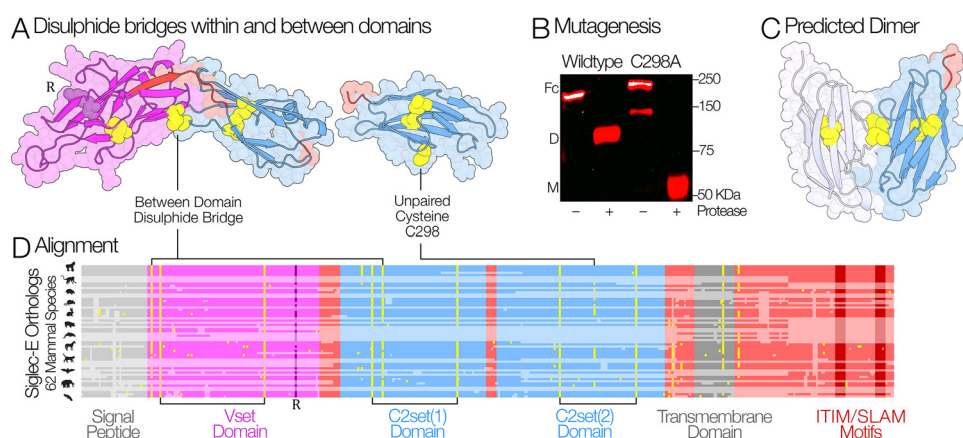 A Disulphide bridges within and between domains
R
Between Domain
Disulphide Bridge
Unpaired
Cysteine
C298
B Mutagenesis
Wildtype C298A
Fc
D
M
250
150
75
50 KDa
- + - + Protease
C Predicted Dimer
D Alignment
Siglec-E Orthologs
62 Mammal Species
R
Signal
Peptide
Vset
Domain
C2set(1)
Domain
C2set(2)
Domain
Transmembrane
Domain
ITIM/SLAM
Motifs